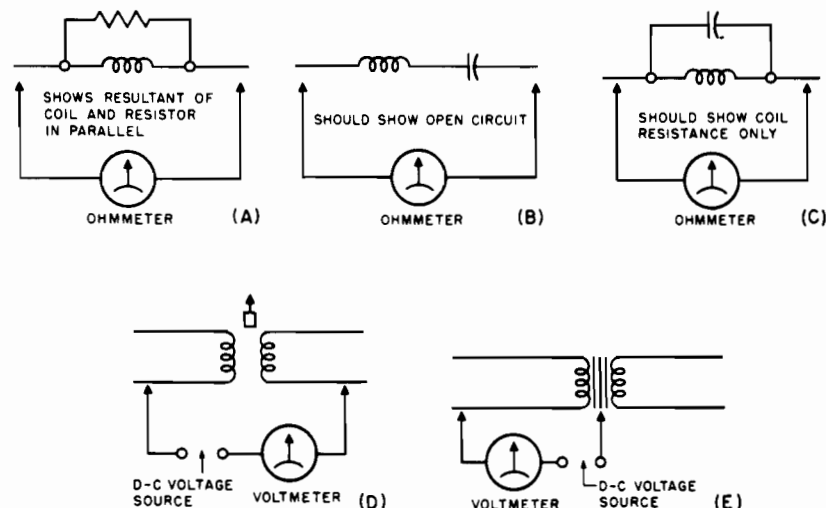 SHOWS RESULTANT OF
COIL AND RESISTOR
IN PARALLEL
OHMMETER
(A)
SHOULD SHOW OPEN CIRCUIT
OHMMETER
(B)
SHOULD SHOW COIL
RESISTANCE ONLY
OHMMETER
(C)
D-C VOLTAGE
SOURCE
VOLTMETER
(D)
VOLTMETER
D-C VOLTAGE
SOURCE
(E)